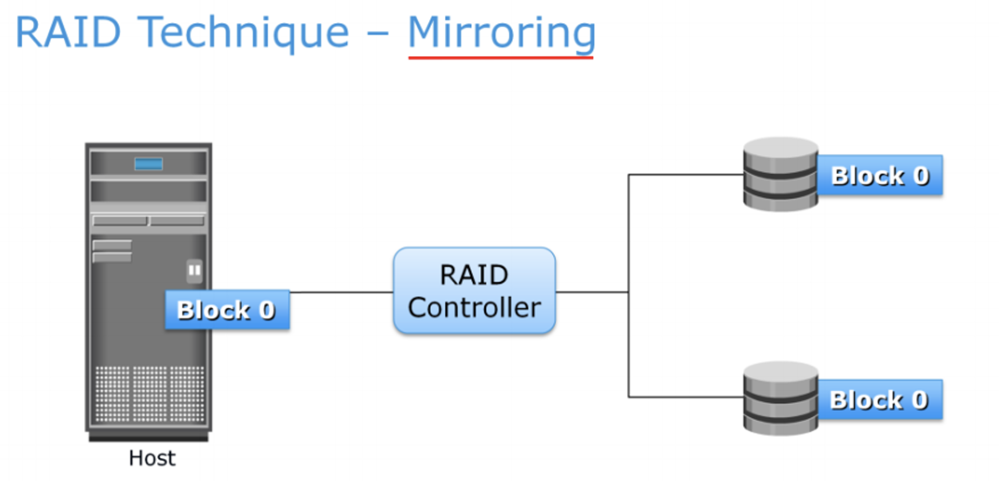 RAID Technique – Mirroring
Block 0
RAID
Controller
Block 0
Block 0
Host